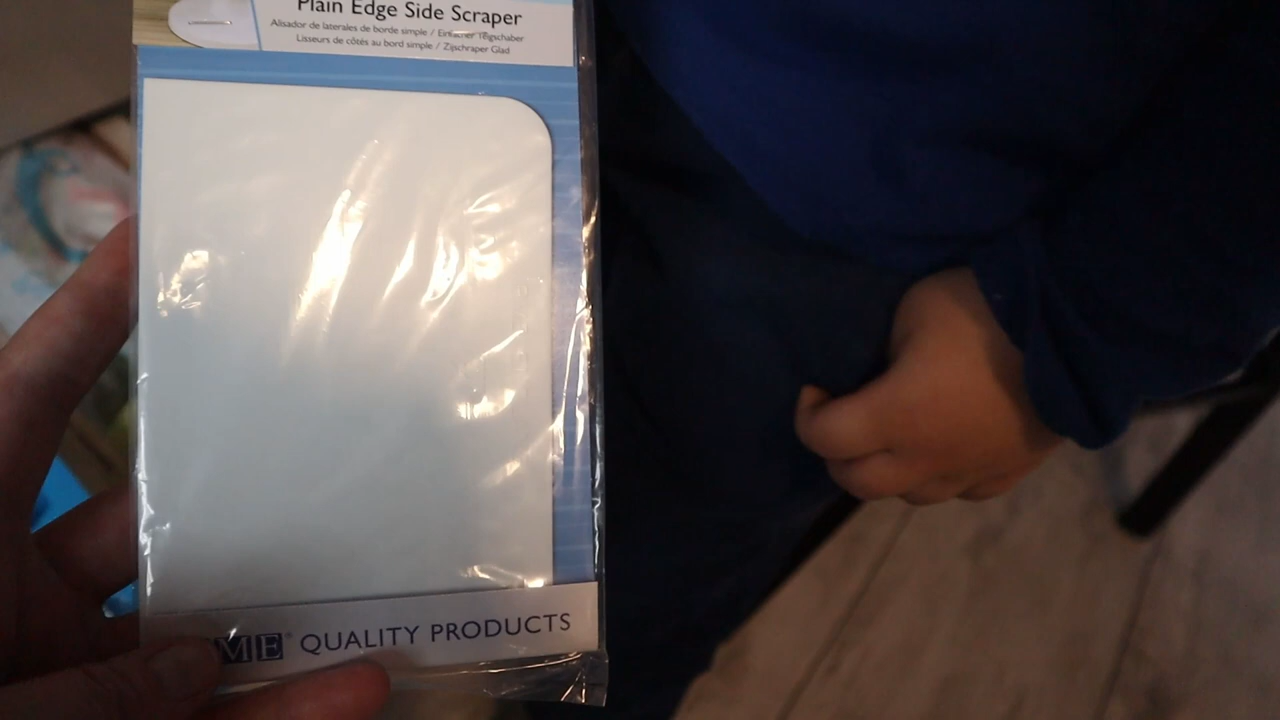 Plain Edge Side Scraper
Alisador de laterales de borde simple / Einfacher Teigschaber
Lisseurs de côtés au bord simple / Zijschraper Glad
ME® QUALITY PRODUCTS